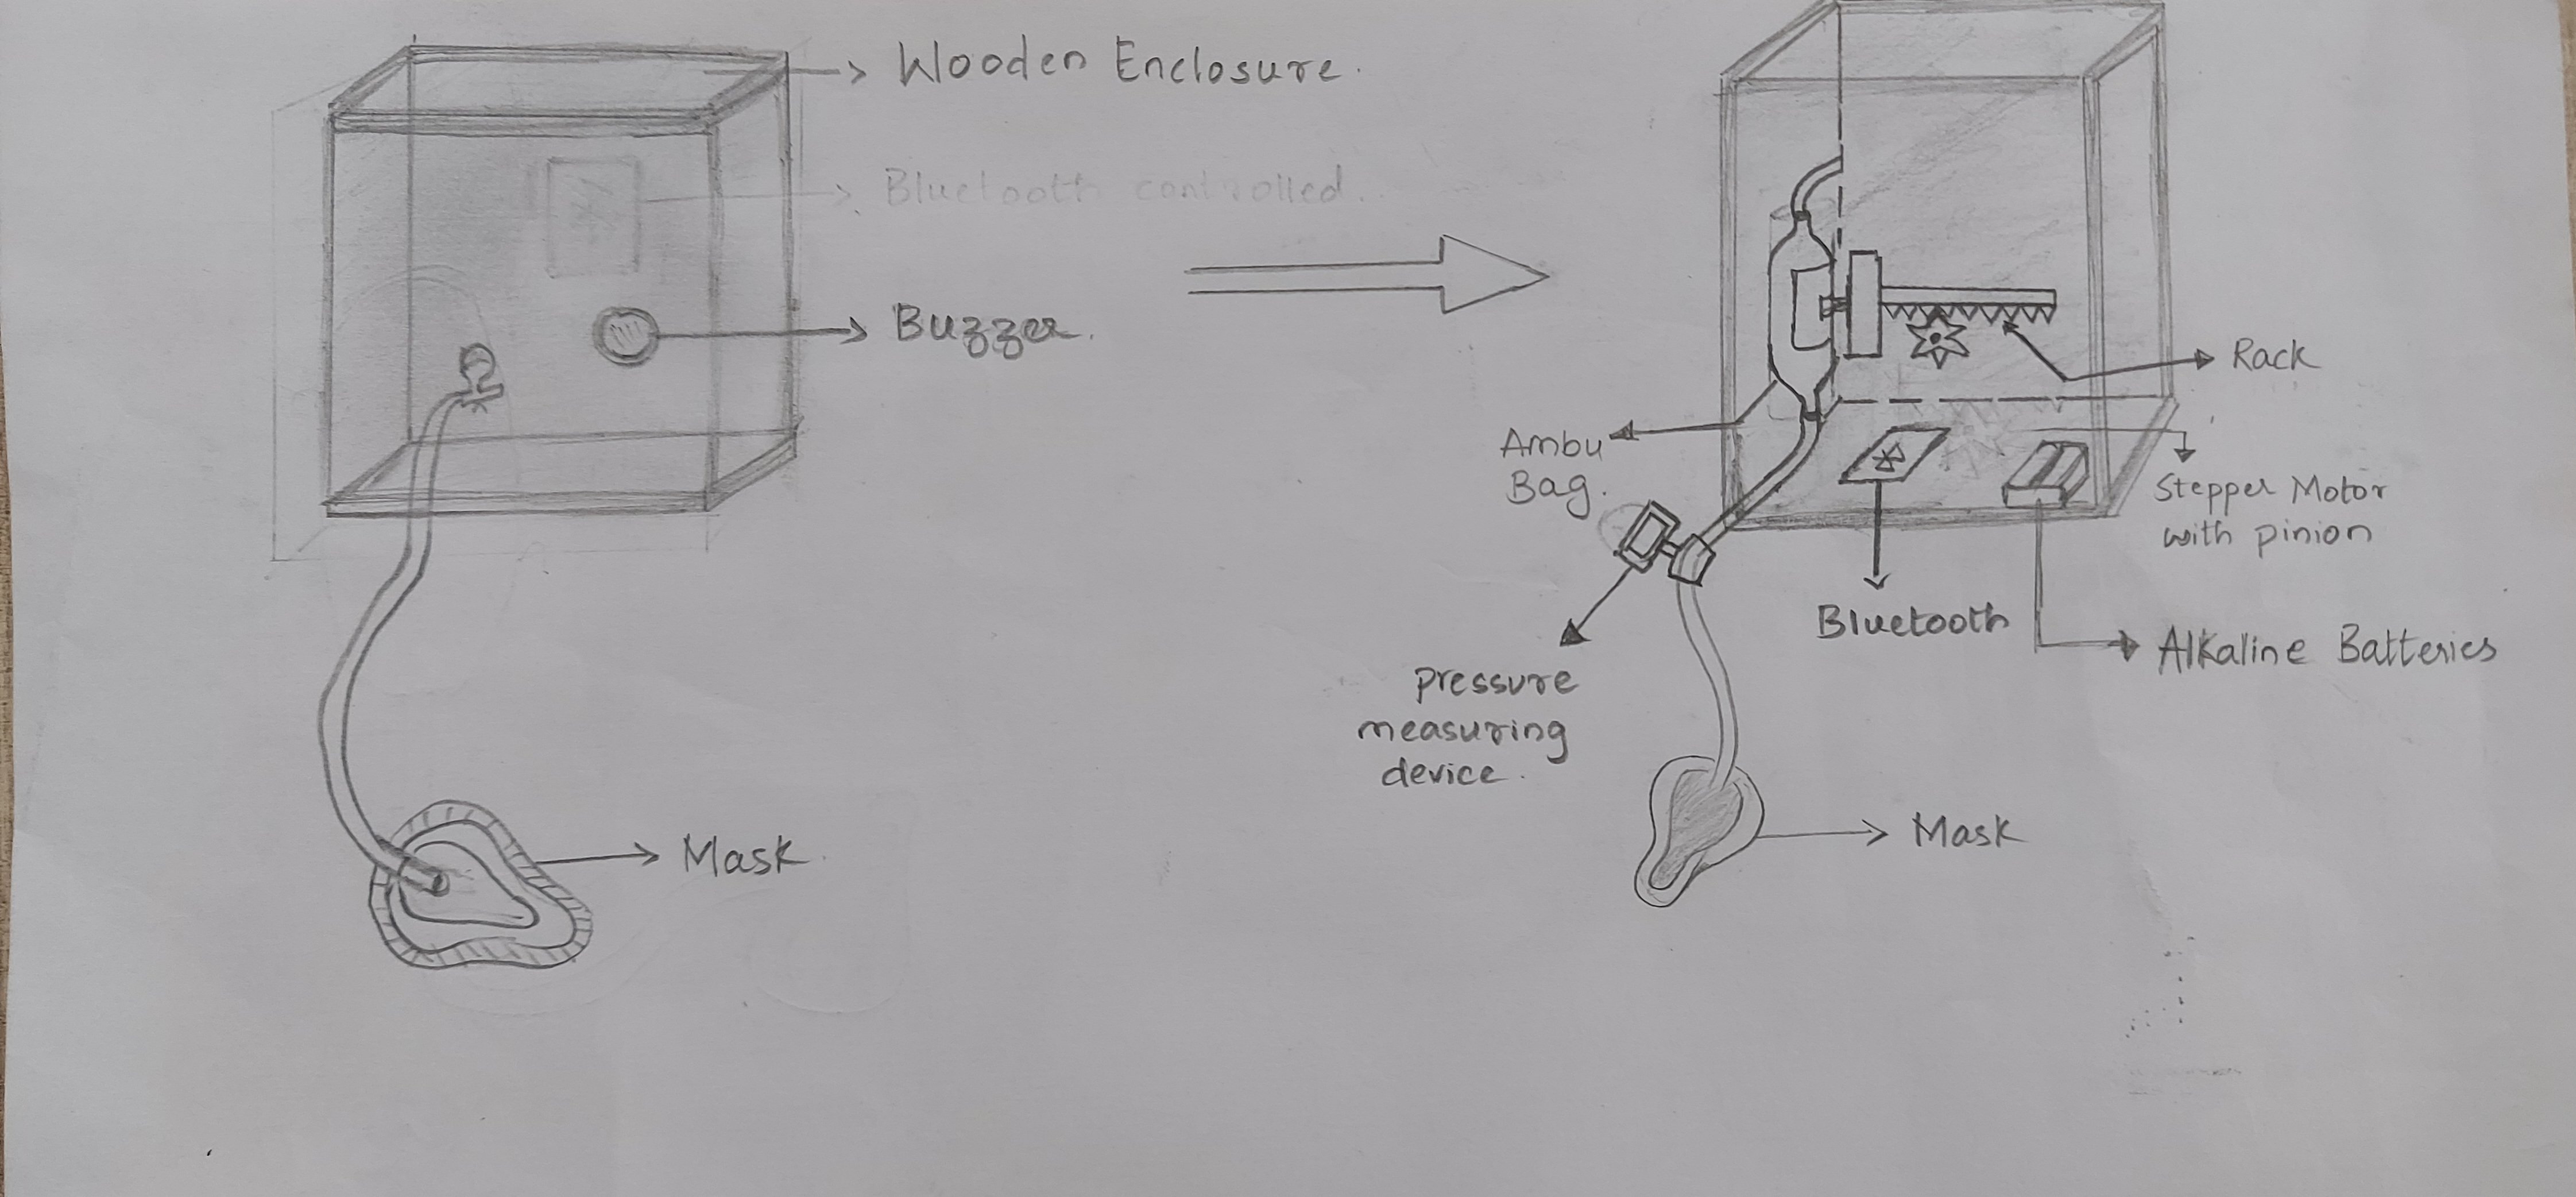 Wooden Enclosure.
Bluetooth controlled.
Buzzer.
Mask.
Rack
Ambu
Bag.
Stepper Motor
with pinion
Bluetooth
Alkaline Batteries
Pressure
measuring
device.
Mask